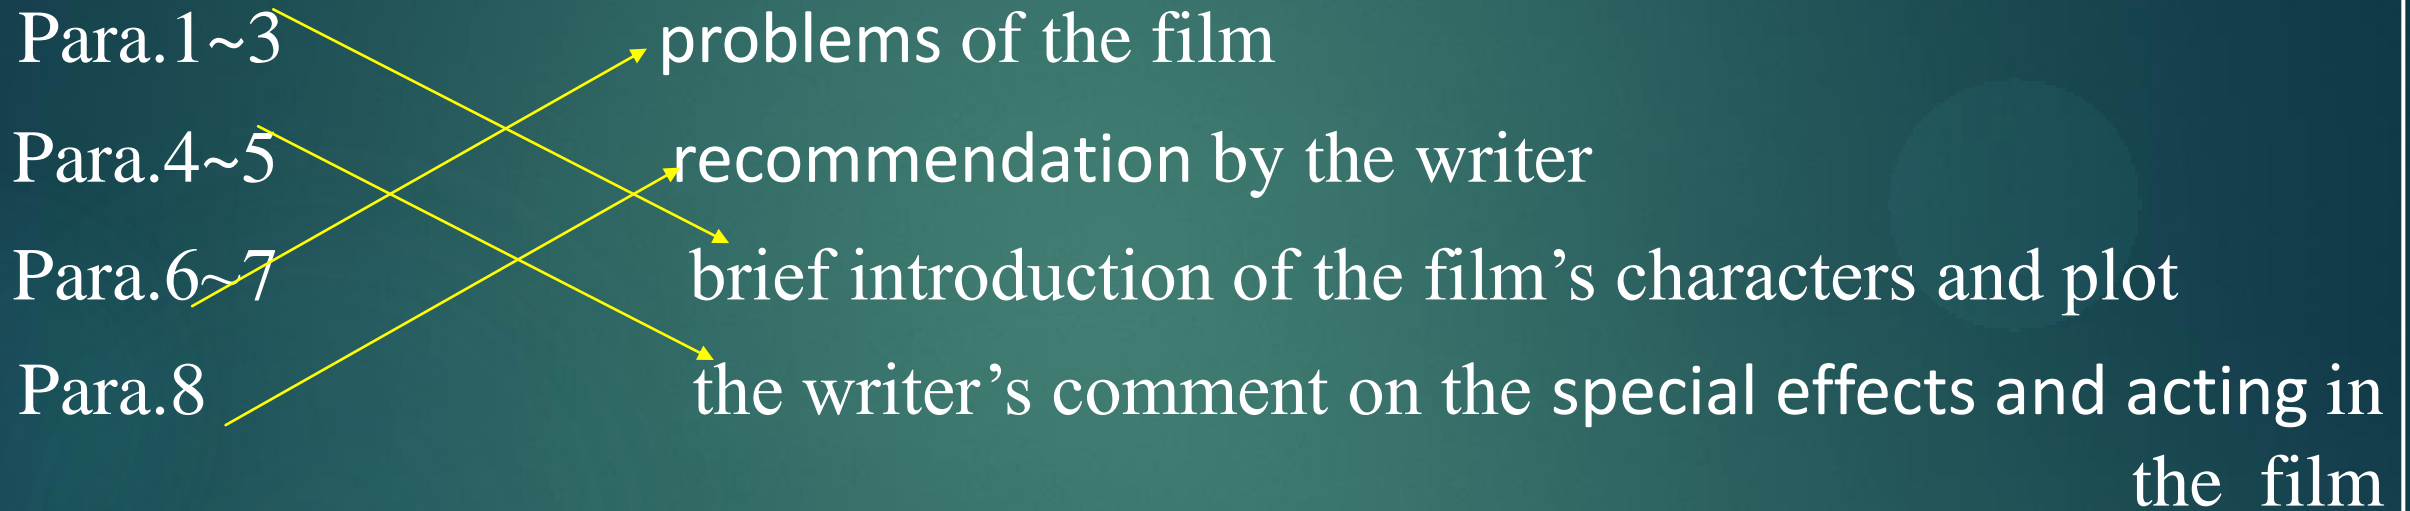 Para.1~3 problems of the film
Para.4~5 recommendation by the writer
Para.6~7 brief introduction of the film’s characters and plot
Para.8 the writer’s comment on the special effects and acting in
the film